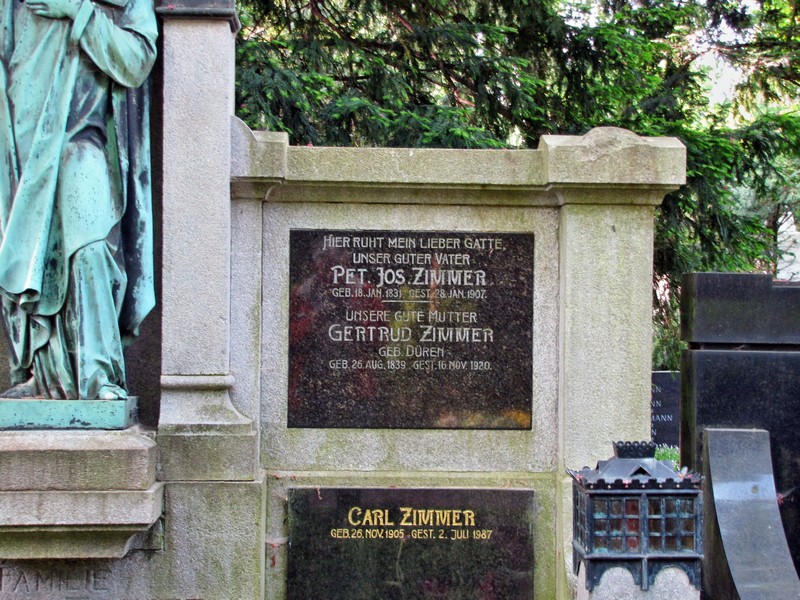 HIER RUHT MEIN LIEBER GATTE,
UNSER GUTER VATER
PET. JOS. ZIMMER
GEB. 18. JAN. 1831. GEST. 28. JAN. 1907.
UNSERE GUTE MUTTER
GERTRUD ZIMMER
GEB. DÜREN
GEB. 26. AUG. 1839. GEST. 16. NOV. 1920.
CARL ZIMMER
GEB. 26. NOV. 1905 GEST. 2. JULI 1987
FAMILIE